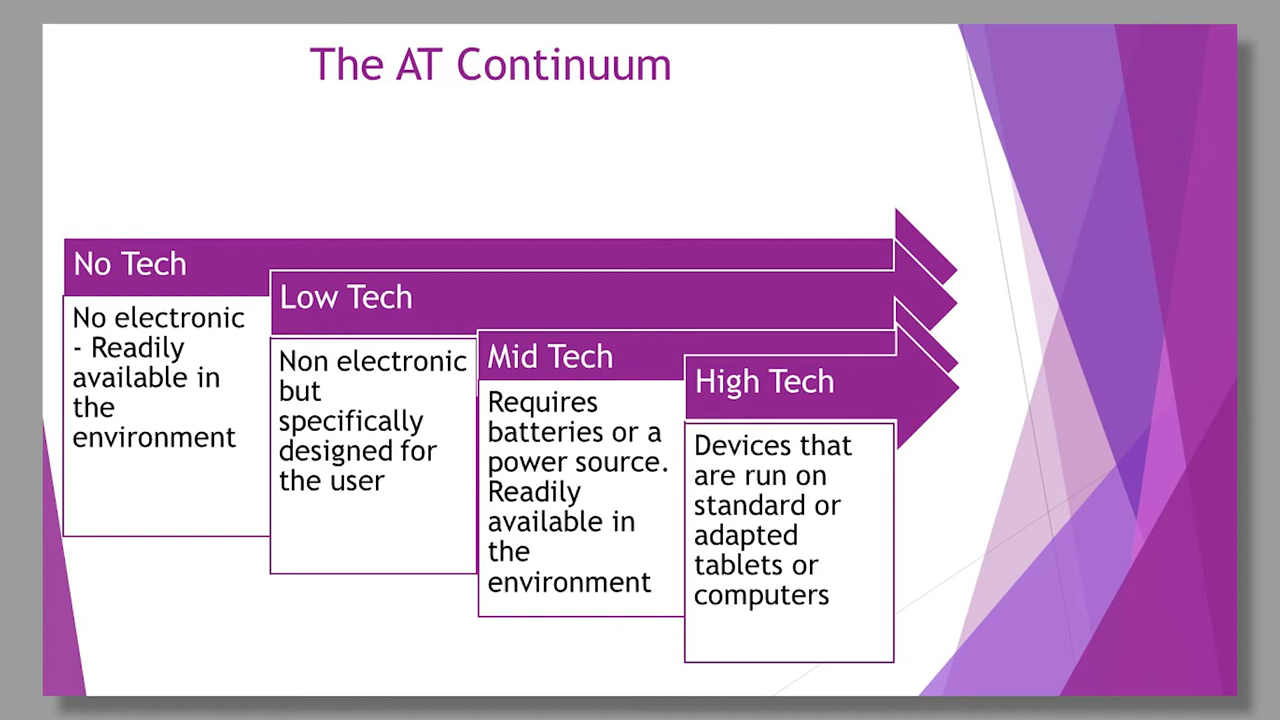 The AT Continuum
No Tech
No electronic
- Readily
available in
the
environment
Low Tech
Non electronic
but
specifically
designed for
the user
Mid Tech
Requires
batteries or a
power source.
Readily
available in
the
environment
High Tech
Devices that
are run on
standard or
adapted
tablets or
computers